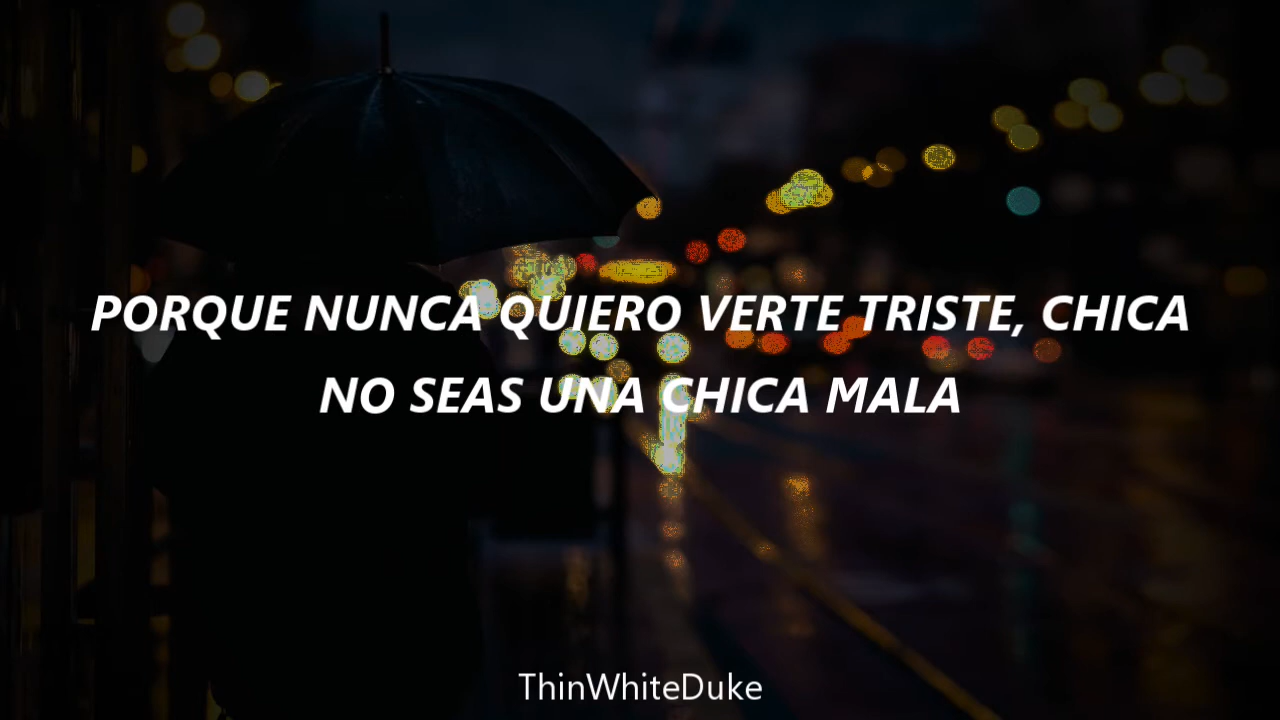 PORQUE NUNCA QUIERO VERTE TRISTE, CHICA
NO SEAS UNA CHICA MALA
ThinWhiteDuke